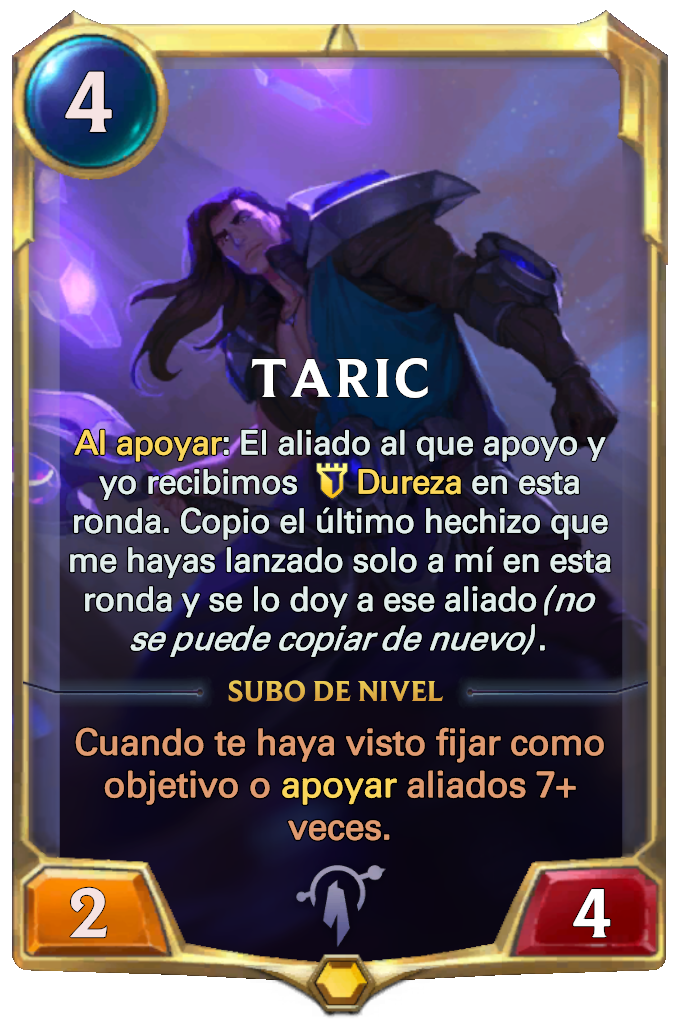 4
TARIC
Al apoyar: El aliado al que apoyo y
yo recibimos Dureza en esta
ronda. Copio el último hechizo que
me hayas lanzado solo a mí en esta
ronda y se lo doy a ese aliado (no
se puede copiar de nuevo).
SUBO DE NIVEL
Cuando te haya visto fijar como
objetivo o apoyar aliados 7+
veces.
2
4